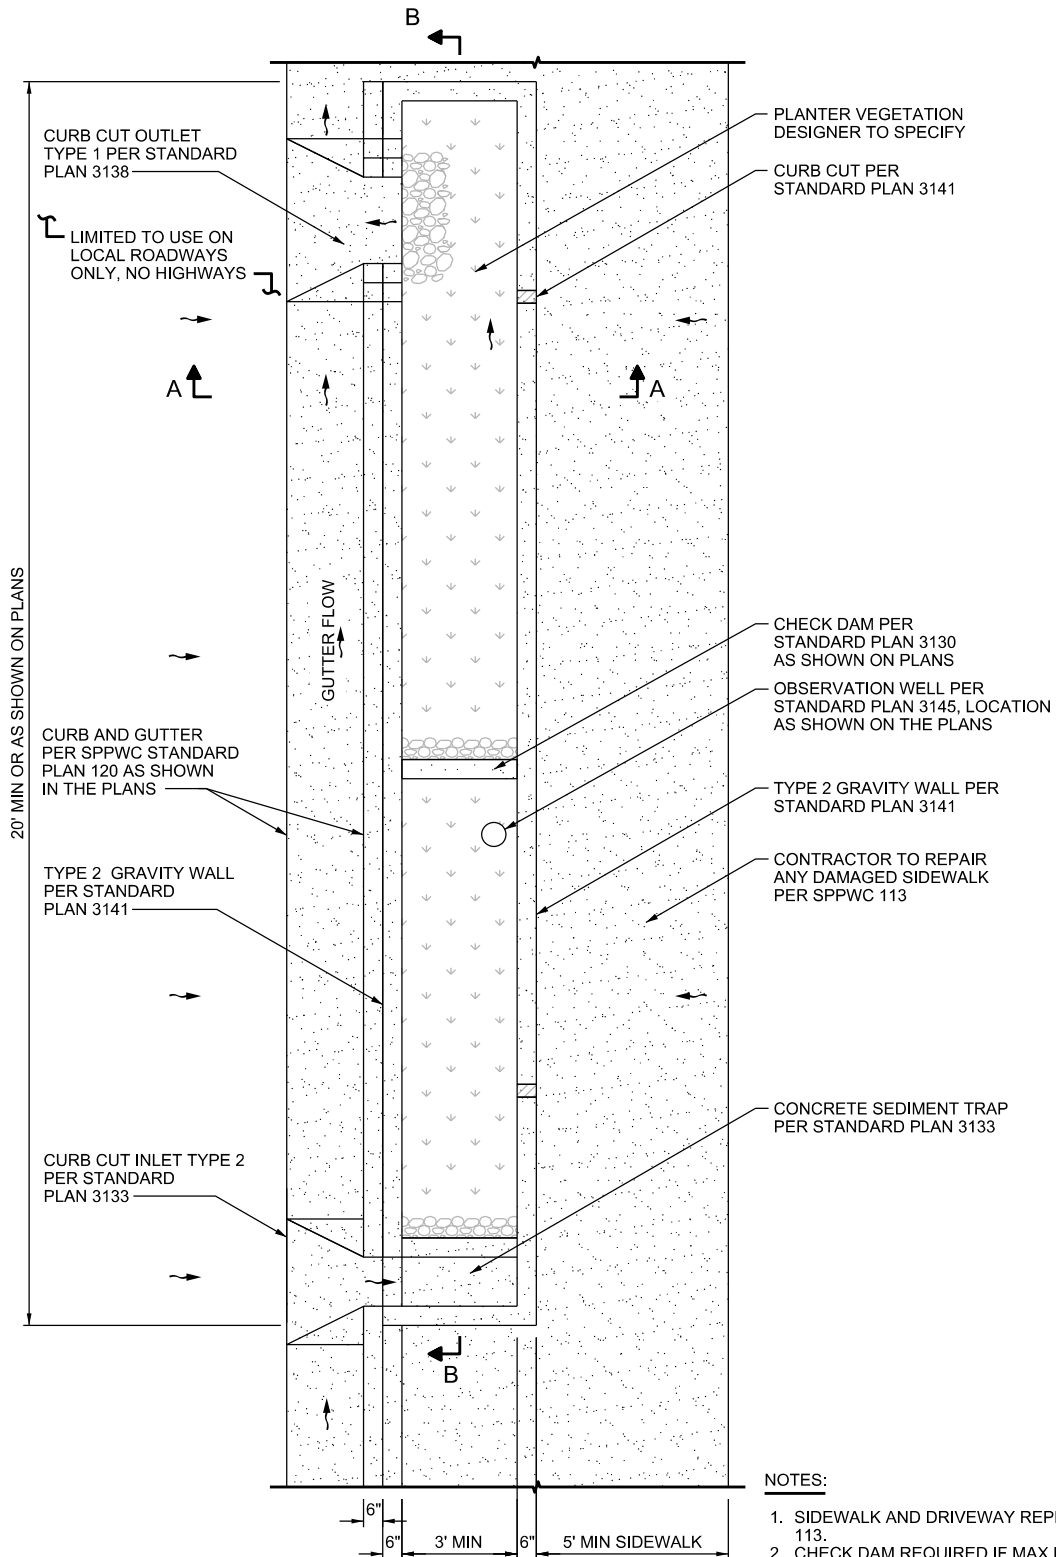 B
CURB CUT OUTLET
TYPE 1 PER STANDARD
PLAN 3138
PLANTER VEGETATION
DESIGNER TO SPECIFY
CURB CUT PER
STANDARD PLAN 3141
LIMITED TO USE ON
LOCAL ROADWAYS
ONLY, NO HIGHWAYS
A
A
20' MIN OR AS SHOWN ON PLANS
GUTTER FLOW
CHECK DAM PER
STANDARD PLAN 3130
AS SHOWN ON PLANS
OBSERVATION WELL PER
STANDARD PLAN 3145, LOCATION
AS SHOWN ON THE PLANS
CURB AND GUTTER
PER SPPWC STANDARD
PLAN 120 AS SHOWN
IN THE PLANS
TYPE 2 GRAVITY WALL PER
STANDARD PLAN 3141
TYPE 2 GRAVITY WALL
PER STANDARD
PLAN 3141
CONTRACTOR TO REPAIR
ANY DAMAGED SIDEWALK
PER SPPWC 113
CONCRETE SEDIMENT TRAP
PER STANDARD PLAN 3133
CURB CUT INLET TYPE 2
PER STANDARD
PLAN 3133
B
6"
6"
3' MIN
6"
5' MIN SIDEWALK
NOTES:
1. SIDEWALK AND DRIVEWAY
113.
2. CHECK DAM REQUIRED IF MAX